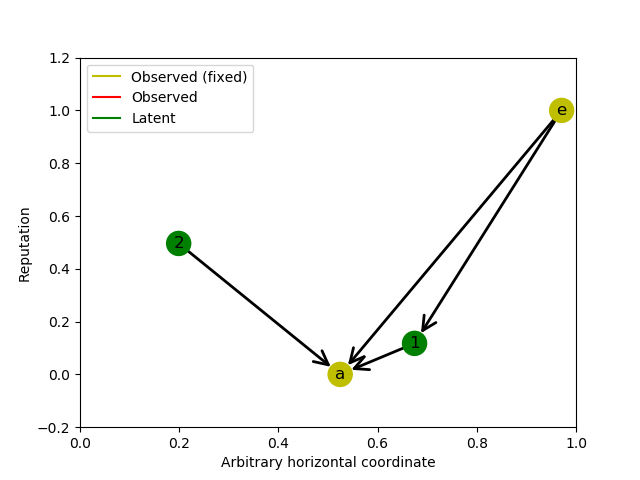 1.2
1.0
0.8
0.6
0.4
0.2
0.0
−0.2
Reputation
Observed (fixed)
Observed
Latent
e
2
1
a
0.0 0.2 0.4 0.6 0.8 1.0
Arbitrary horizontal coordinate